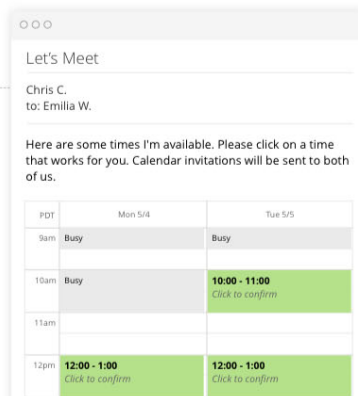 Let's Meet
Chris C.
to: Emilia W.
Here are some times I'm available. Please click on a time
that works for you. Calendar invitations will be sent to both
of us.
PDT Mon 5/4 Tue 5/5
9am Busy Busy
10am Busy 10:00 - 11:00
Click to confirm
11am
12pm 12:00 - 1:00 12:00 - 1:00
Click to confirm Click to confirm